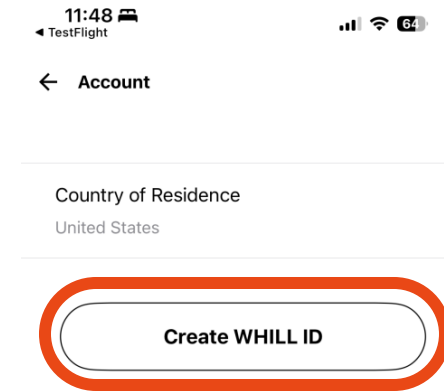 11:48
◀ TestFlight
64
← Account
Country of Residence
United States
Create WHILL ID